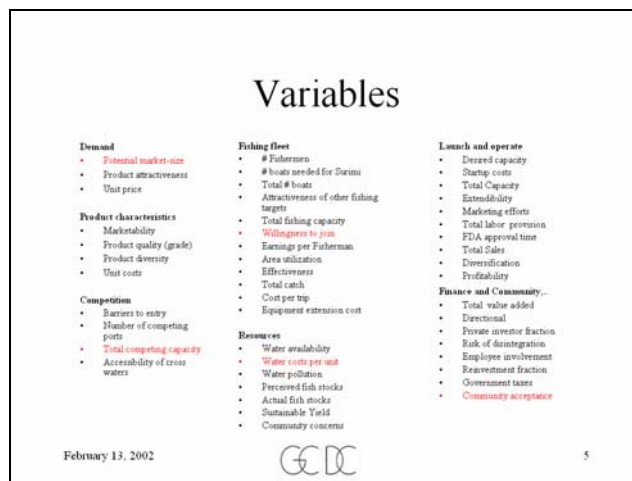 Variables
Demand
• Potential market-size
• Product attractiveness
• Unit price
Product characteristics
• Marketability
• Product quality (grade)
• Product diversity
• Unit costs
Competition
• Barriers to entry
• Number of competing
ports
• Total competing capacity
• Accessibility of cross
waters
Fishing fleet
• # Fishermen
• # boats needed for Surimi
• Total # boats
• Attractiveness of other fishing
targets
• Total fishing capacity
• Willingness to join
• Earnings per Fisherman
• Area utilization
• Effectiveness
• Total catch
• Cost per trip
• Equipment extension cost
Resources
• Water availability
• Water costs per unit
• Water pollution
• Perceived fish stocks
• Actual fish stocks
• Sustainable Yield
• Community concerns
Launch and operate
• Desired capacity
• Startup costs
• Total Capacity
• Extendibility
• Marketing efforts
• Total labor provision
• FDA approval time
• Total Sales
• Diversification
• Profitability
Finance and Community,..
• Total value added
• Directional
• Private investor fraction
• Risk of disintegration
• Employee involvement
• Reinvestment fraction
• Government taxes
• Community acceptance
February 13, 2002
GCDC
5